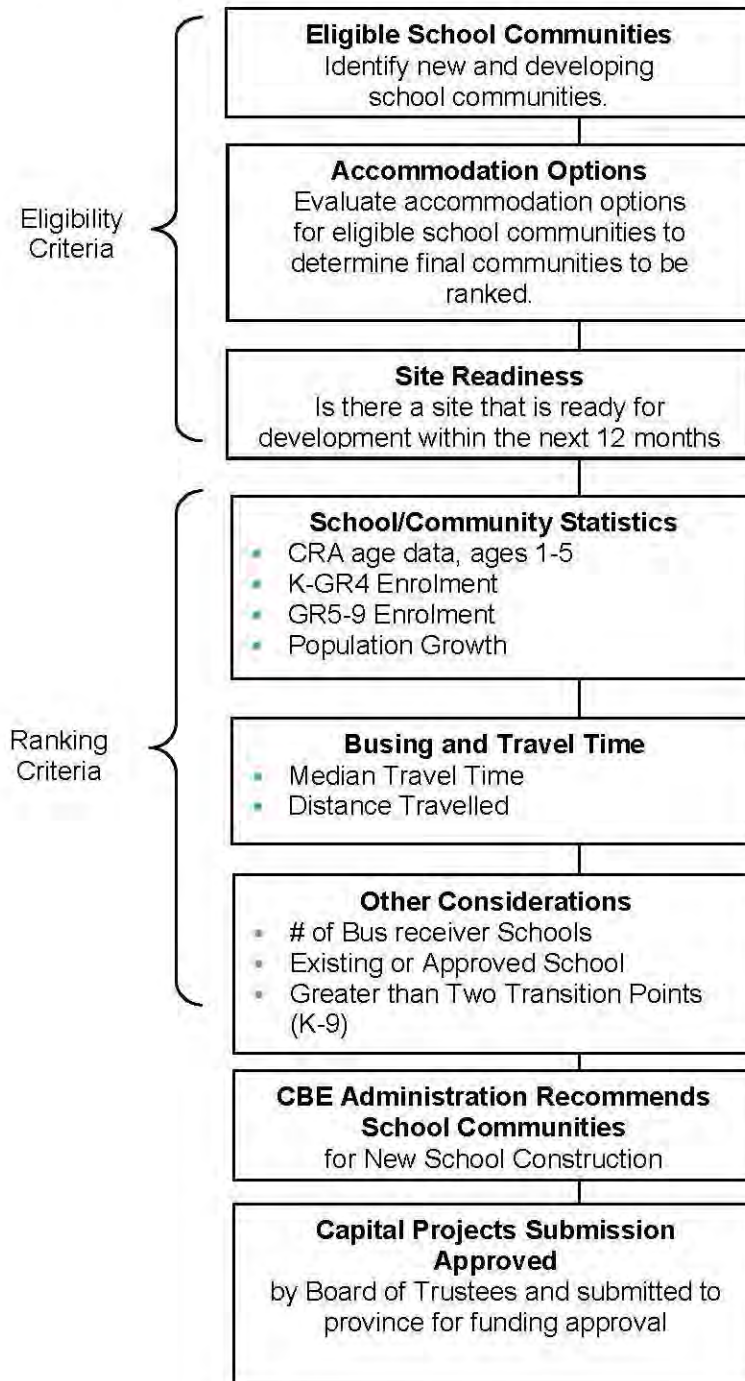 Eligible School Communities
Identify new and developing
school communities.
Accommodation Options
Evaluate accommodation options
for eligible school communities to
determine final communities to be
ranked.
Eligibility
Criteria
Site Readiness
Is there a site that is ready for
development within the next 12 months
School/Community Statistics
▪ CRA age data, ages 1-5
▪ K-GR4 Enrolment
▪ GR5-9 Enrolment
▪ Population Growth
Ranking
Criteria
Busing and Travel Time
▪ Median Travel Time
▪ Distance Travelled
Other Considerations
▪ # of Bus receiver Schools
▪ Existing or Approved School
▪ Greater than Two Transition Points
(K-9)
CBE Administration Recommends
School Communities
for New School Construction
Capital Projects Submission
Approved
by Board of Trustees and submitted to
province for funding approval